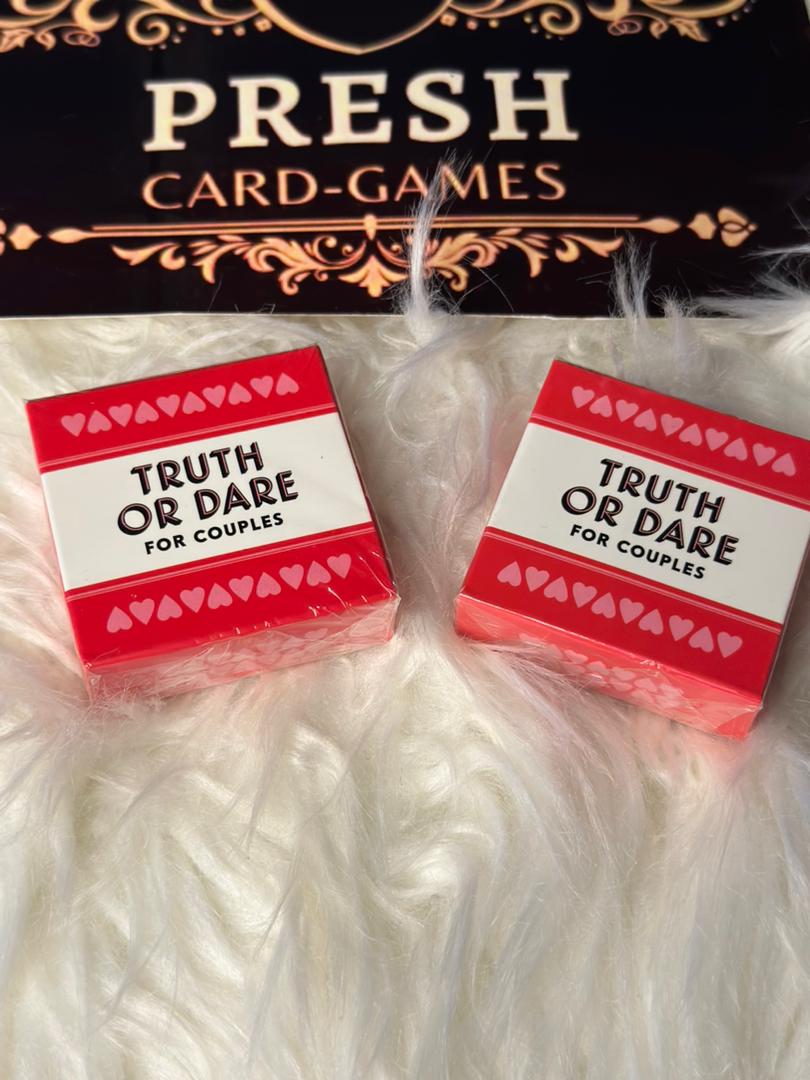 PRESH
CARD-GAMES
TRUTH
OR DARE
FOR COUPLES
TRUTH
OR DARE
FOR COUPLES